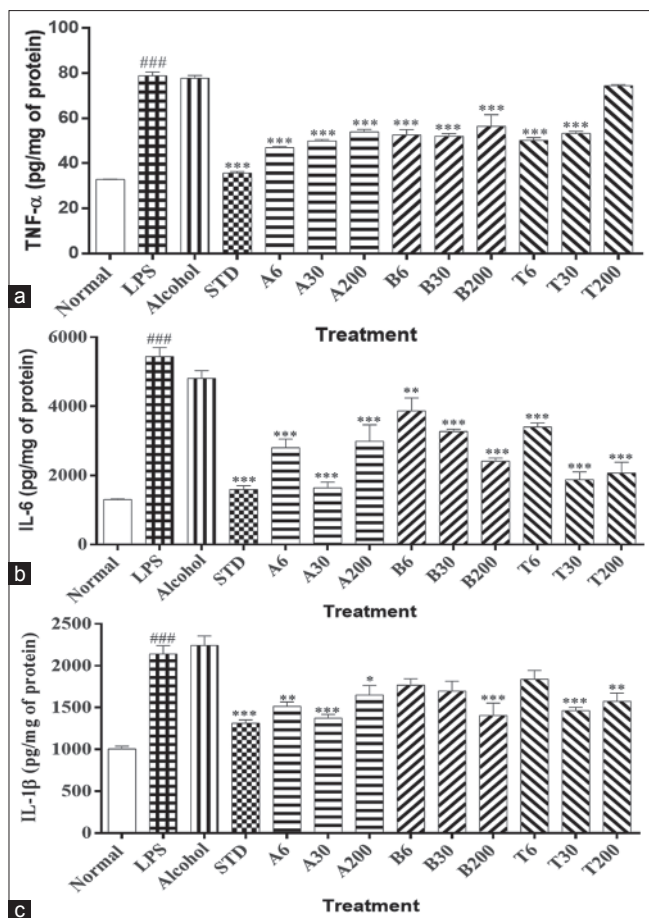 TNF-α (pg/mg of protein)
100
80
60
40
20
0
###
***
***
***
***
***
***
***
***
***
Normal
LPS
Alcohol
STD
A6
A30
A200
B6
B30
B200
T6
T30
T200
a
Treatment
IL-6 (pg/mg of protein)
6000
4000
2000
0
###
***
***
***
***
**
***
***
***
***
***
Normal
LPS
Alcohol
STD
A6
A30
A200
B6
B30
B200
T6
T30
T200
b
Treatment
IL-1β (pg/mg of protein)
2500
2000
1500
1000
500
0
###
***
**
***
*
***
***
**
Normal
LPS
Alcohol
STD
A6
A30
A200
B6
B30
B200
T6
T30
T200
c
Treatment